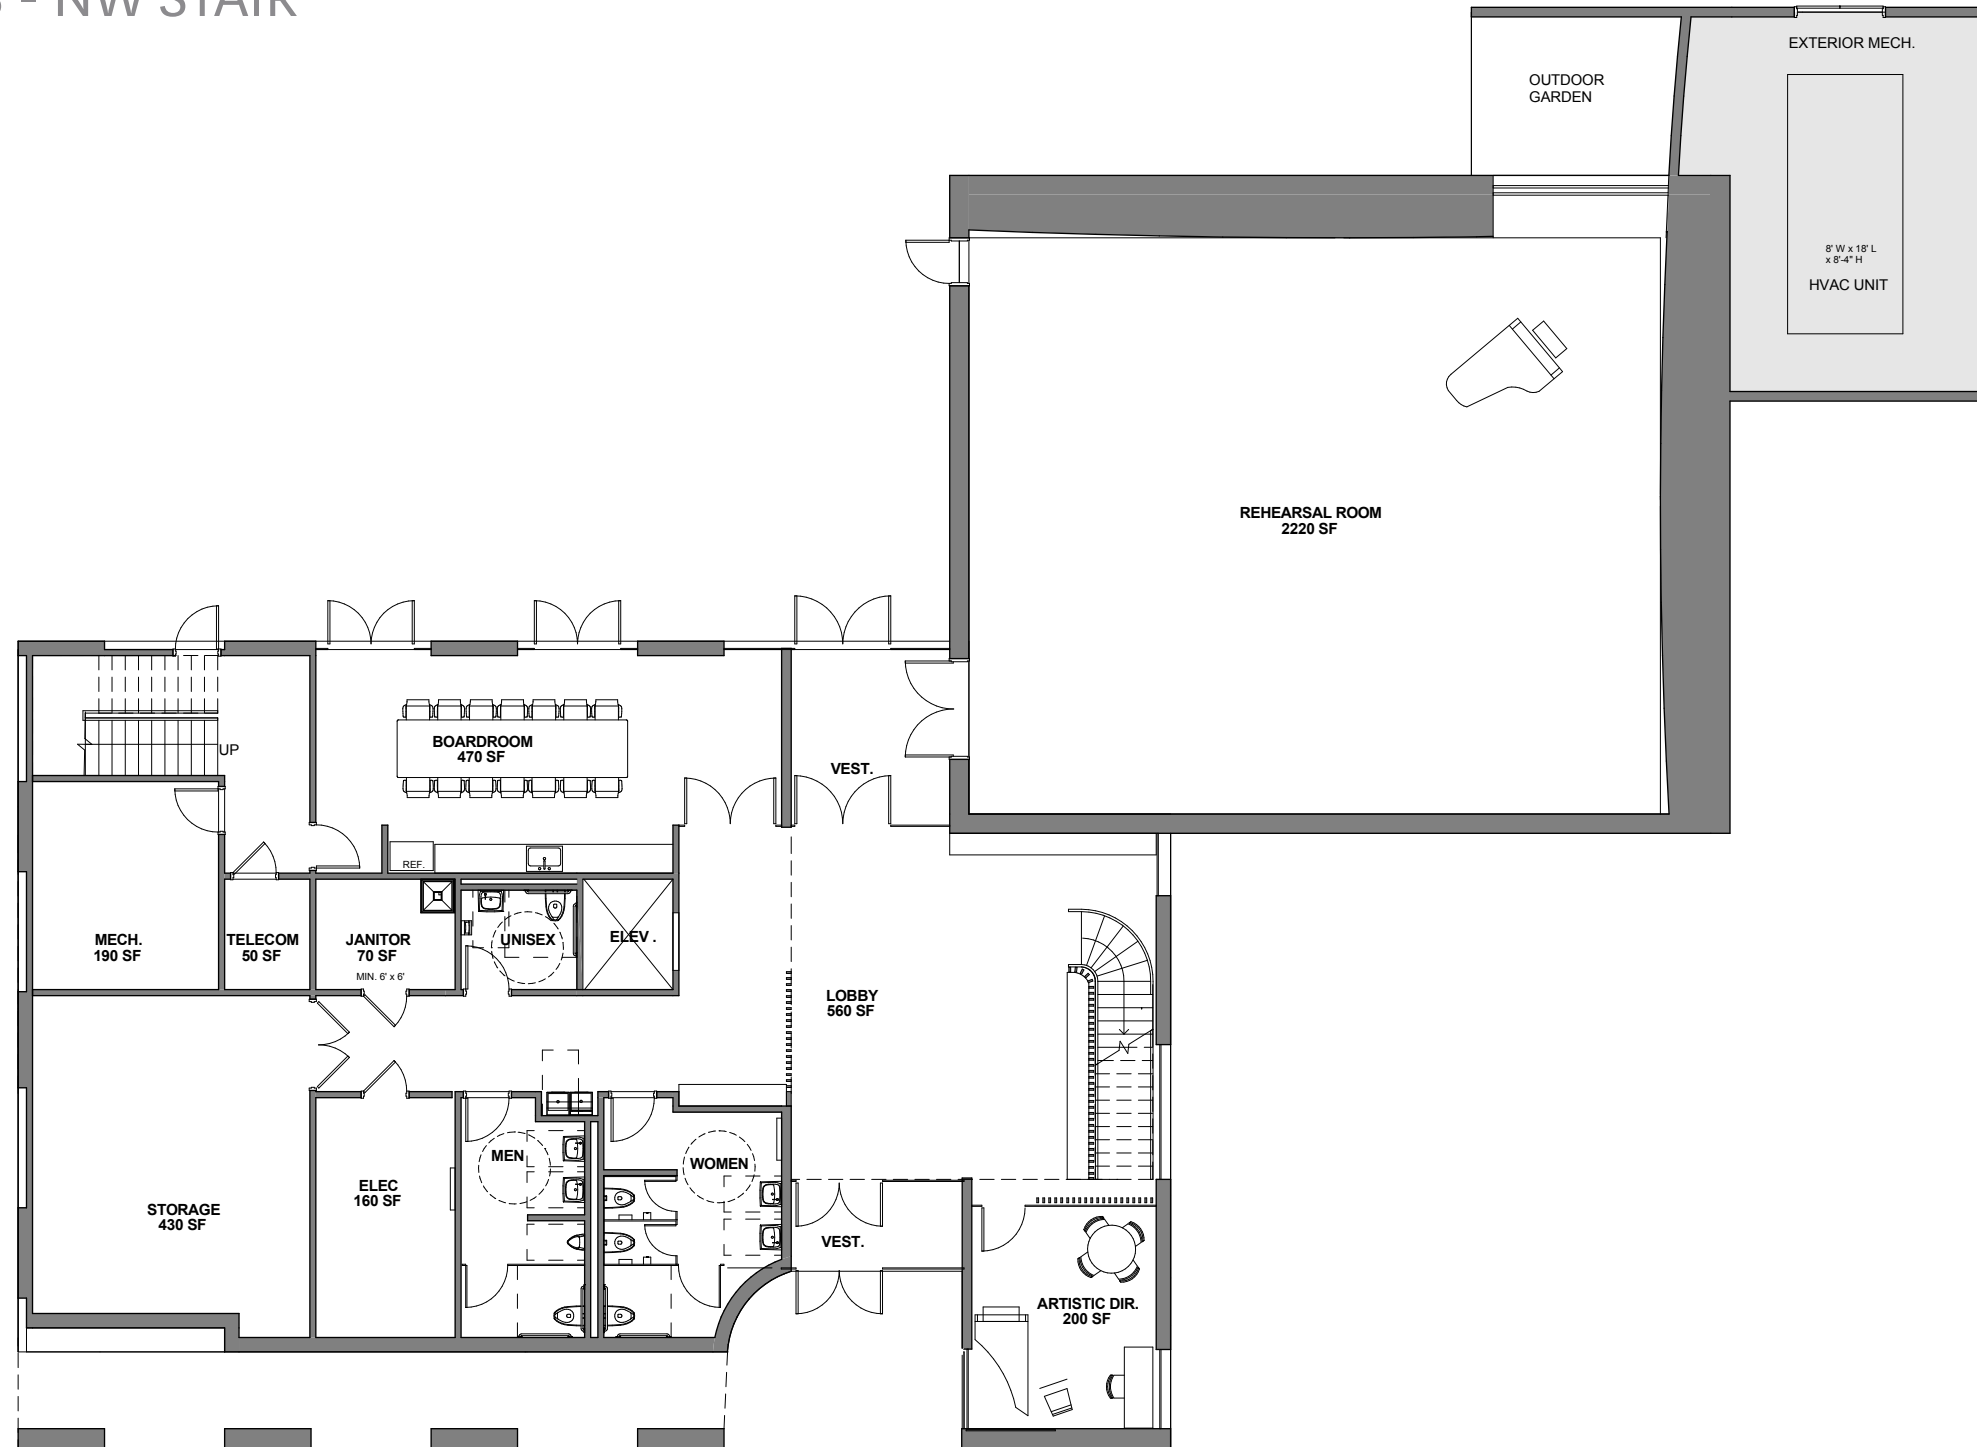 - NW STAIR
EXTERIOR MECH.
OUTDOOR
GARDEN
8' W x 18' L
x 8'-4" H
HVAC UNIT
REHEARSAL ROOM
2220 SF
UP
BOARDROOM
470 SF
VEST.
REF.
MECH.
190 SF
TELECOM
50 SF
JANITOR
70 SF
MIN. 6' x 6'
UNISEX
ELEV .
LOBBY
560 SF
N
MEN
WOMEN
ELEC
160 SF
STORAGE
430 SF
VEST.
ARTISTIC DIR.
200 SF